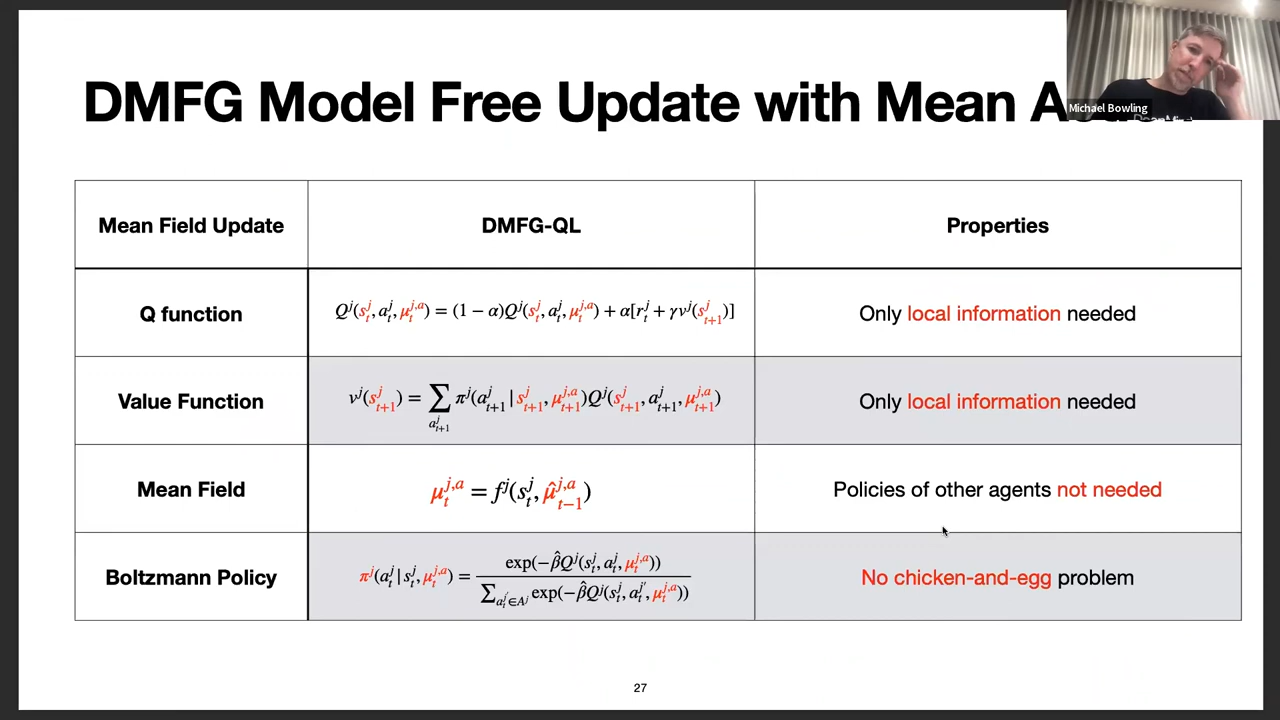 DMFG Model Free Update with Mean
Michael Bowling
Mean Field Update DMFG-QL Properties
Q function Q^j(s_t^j, a_t^j, μ_t^{j,a}) = (1 − α)Q^j(s_t^j, a_t^j, μ_t^{j,a}) + α[r_t^j + γv^j(s_{t+1}^j)] Only local information needed
Value Function v^j(s_{t+1}^j) = ∑_{a_{t+1}^j} π^j(a_{t+1}^j | s_{t+1}^j, μ_{t+1}^{j,a})Q^j(s_{t+1}^j, a_{t+1}^j, μ_{t+1}^{j,a}) Only local information needed
Mean Field μ_t^{j,a} = f^j(s_t^j, μ̂_{t−1}^{j,a}) Policies of other agents not needed
Boltzmann Policy π^j(a_t^j | s_t^j, μ_t^{j,a}) = exp(−β̂Q^j(s_t^j, a_t^j, μ_t^{j,a})) / ∑_{a_t^{j'}∈A^j} exp(−β̂Q^j(s_t^j, a_t^{j'}, μ_t^{j,a})) No chicken-and-egg problem
27